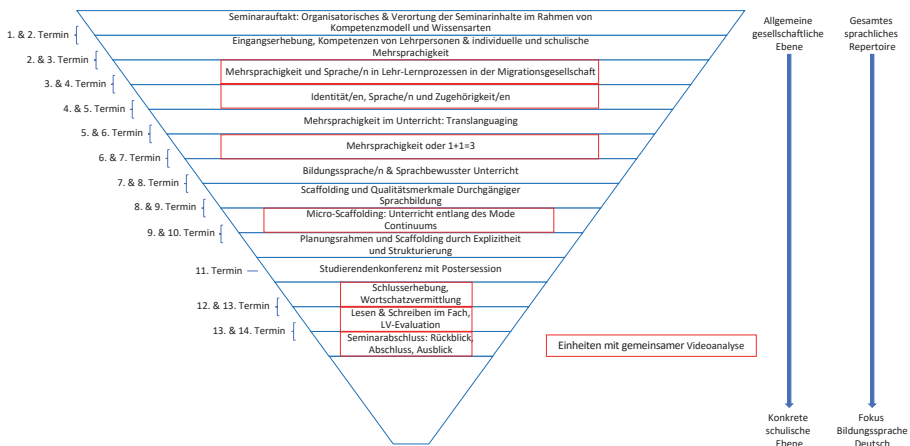 Seminarauftakt: Organisatorisches & Verortung der Seminarinhalte im Rahmen von
Kompetenzmodell und Wissensarten
1. & 2. Termin
Eingangserhebung, Kompetenzen von Lehrpersonen & individuelle und schulische
Mehrsprachigkeit
2. & 3. Termin
Mehrsprachigkeit und Sprache/n in Lehr-Lernprozessen in der Migrationsgesellschaft
3. & 4. Termin
Identität/en, Sprache/n und Zugehörigkeit/en
4. & 5. Termin
Mehrsprachigkeit im Unterricht: Translanguaging
5. & 6. Termin
Mehrsprachigkeit oder 1+1=3
6. & 7. Termin
Bildungssprache/n & Sprachbewusster Unterricht
7. & 8. Termin
Scaffolding und Qualitätsmerkmale Durchgängiger
Sprachbildung
8. & 9. Termin
Micro-Scaffolding: Unterricht entlang des Mode
Continuums
9. & 10. Termin
Planungsrahmen und Scaffolding durch Explizitheit
und Strukturierung
11. Termin
Studierendenkonferenz mit Postersession
Schlusserhebung,
Wortschatzvermittlung
12. & 13. Termin
Lesen & Schreiben im Fach,
LV-Evaluation
13. & 14. Termin
Seminarabschluss: Rückblick,
Abschluss, Ausblick
Einheiten mit gemeinsamer Videoanalyse
Allgemeine
gesellschaftliche
Ebene
Gesamtes
sprachliches
Repertoire
Konkrete
schulische
Ebene
Fokus
Bildungssprache
Deutsch